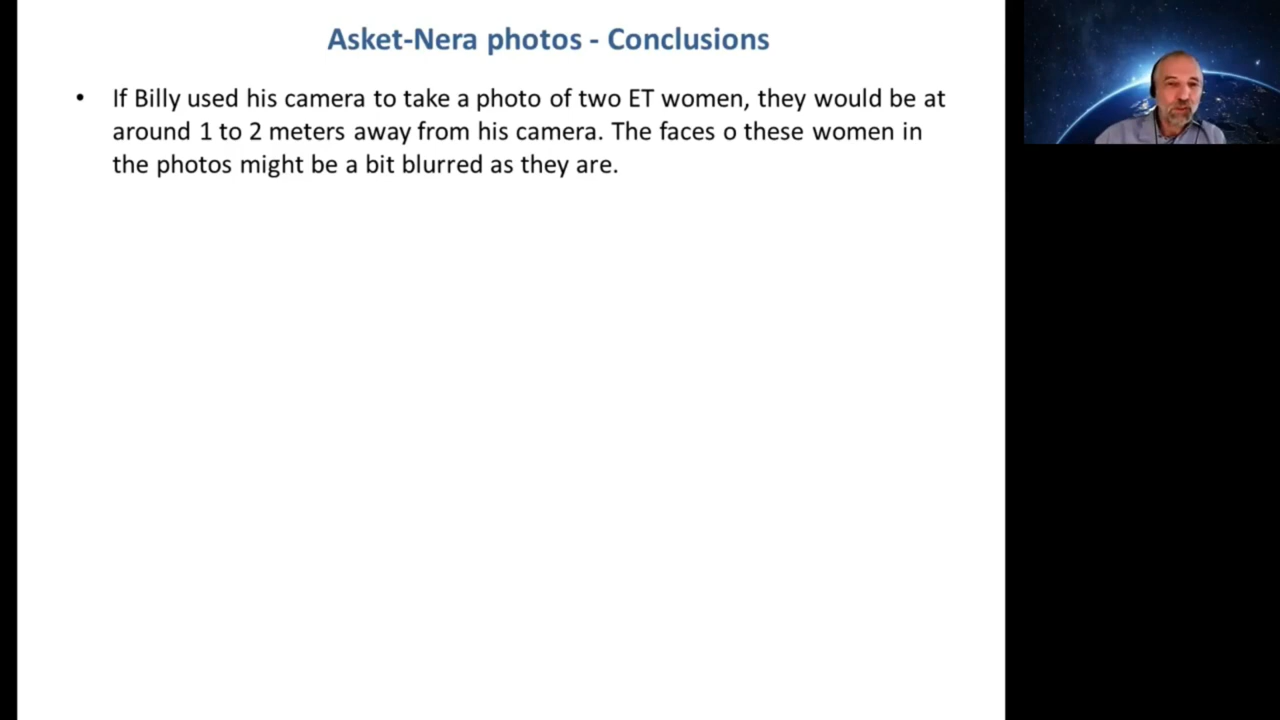 Asket-Nera photos - Conclusions
• If Billy used his camera to take a photo of two ET women, they would be at
around 1 to 2 meters away from his camera. The faces o these women in
the photos might be a bit blurred as they are.